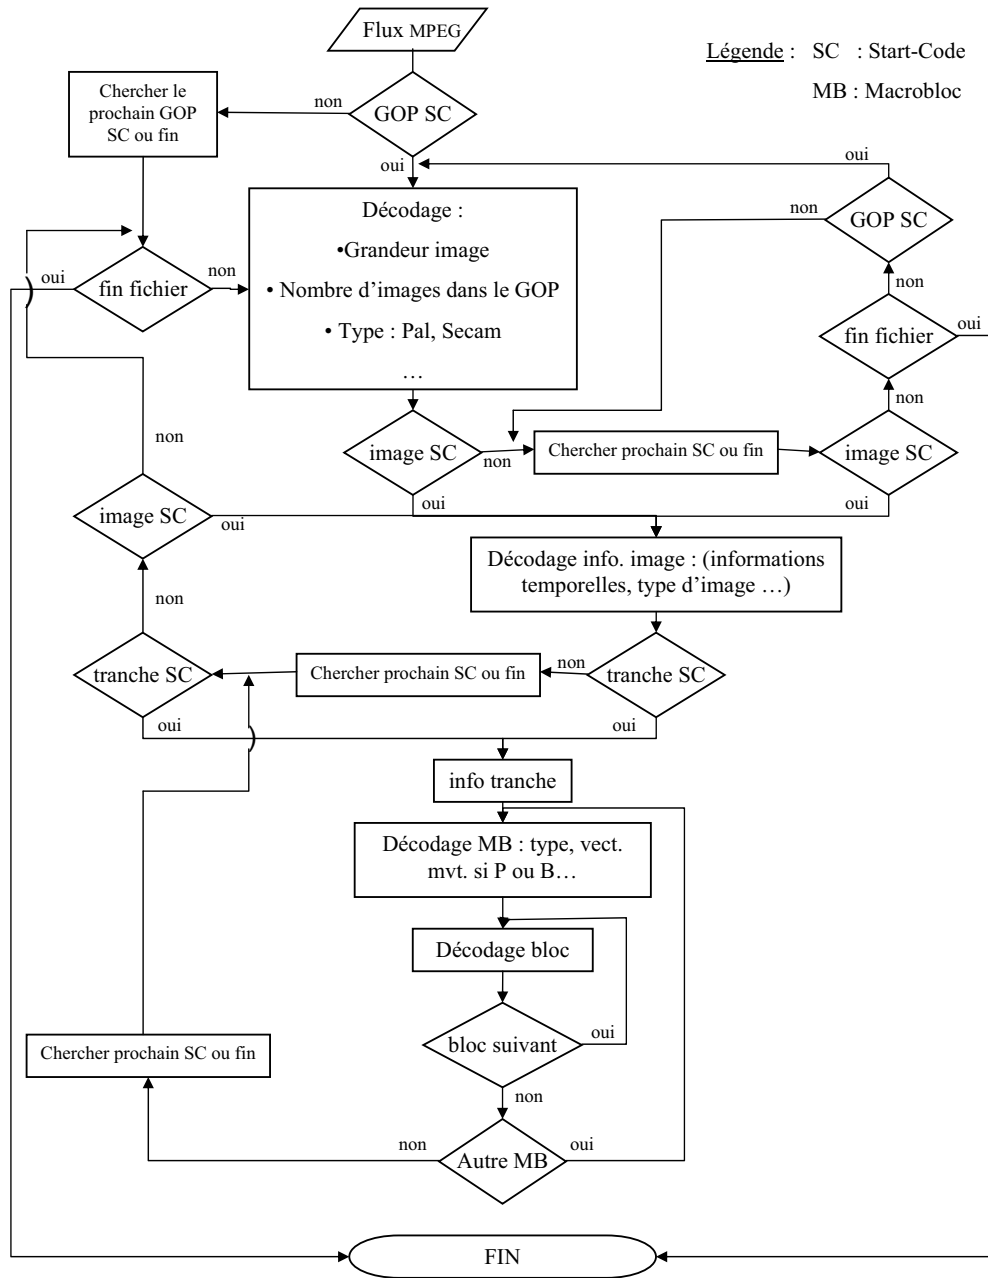 Flux MPEG
Légende : SC : Start-Code
MB : Macrobloc
Chercher le
prochain GOP
SC ou fin
non
GOP SC
oui
oui
non
GOP SC
Décodage :
•Grandeur image
• Nombre d’images dans le GOP
• Type : Pal, Secam
…
oui
fin fichier
non
non
fin fichier
oui
non
non
image SC
non
Chercher prochain SC ou fin
image SC
oui
oui
image SC
oui
Décodage info. image : (informations
temporelles, type d’image …)
non
tranche SC
Chercher prochain SC ou fin
non
tranche SC
oui
oui
info tranche
Décodage MB : type, vect.
mvt. si P ou B…
Décodage bloc
oui
bloc suivant
Chercher prochain SC ou fin
non
non
Autre MB
oui
FIN